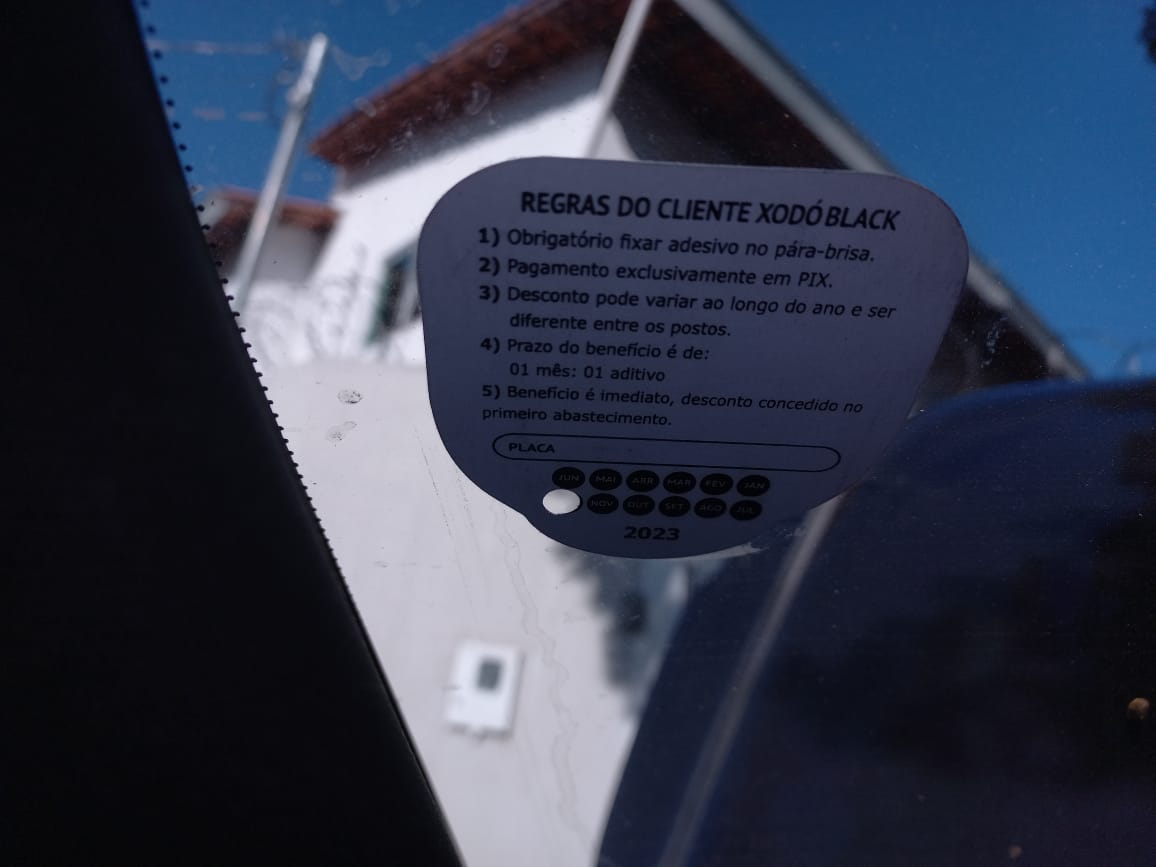 REGRAS DO CLIENTE XODÓ BLACK
1) Obrigatório fixar adesivo no pára-brisa.
2) Pagamento exclusivamente em PIX.
3) Desconto pode variar ao longo do ano e ser
diferente entre os postos.
4) Prazo do benefício é de:
01 mês: 01 aditivo
5) Benefício é imediato, desconto concedido no
primeiro abastecimento.
PLACA
JUN MAI ABR MAR FEV JAN
NOV OUT SET AGO JUL
2023